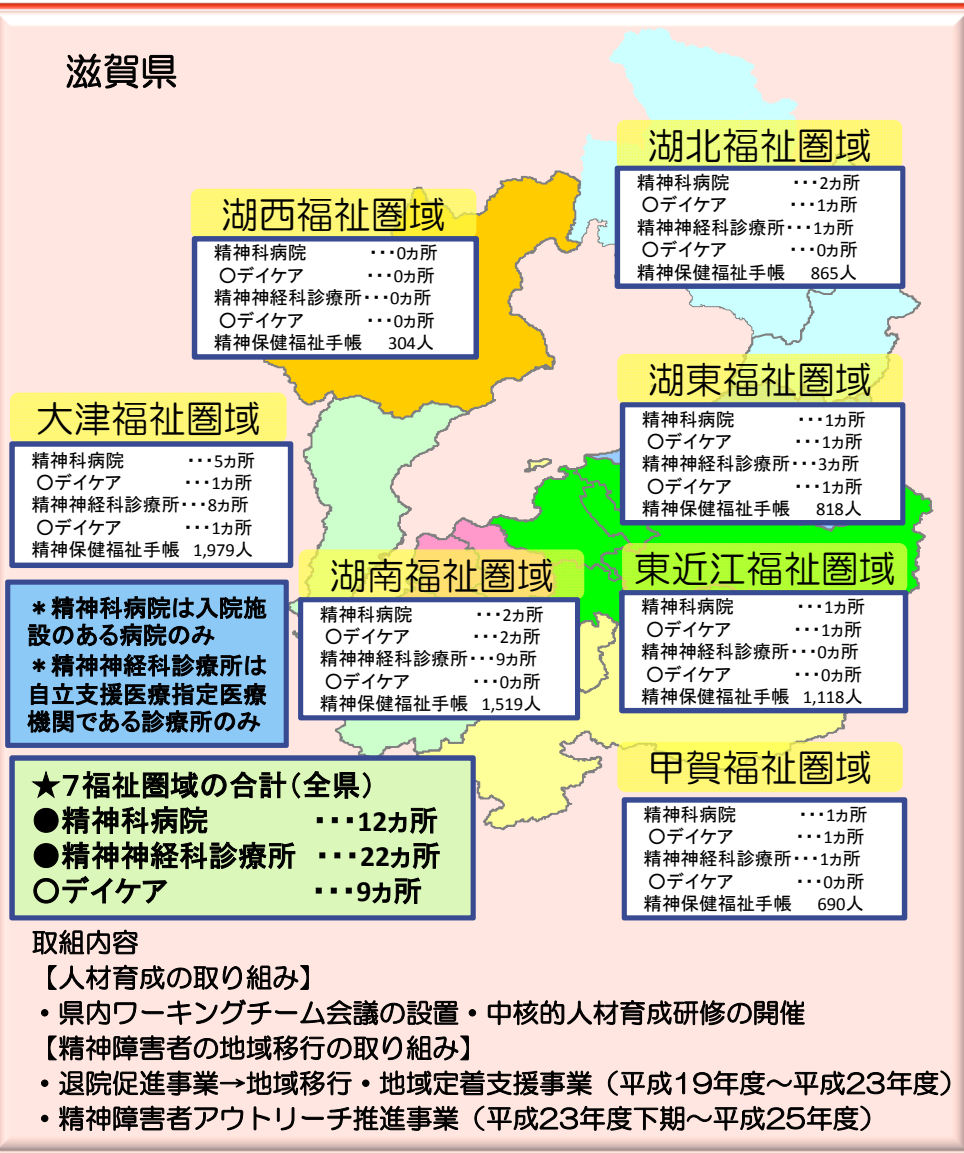 滋賀県
湖北福祉圏域
精神科病院 ･･･2ヵ所
○デイケア ･･･1ヵ所
精神神経科診療所･･･1ヵ所
○デイケア ･･･0ヵ所
精神保健福祉手帳 865人
湖西福祉圏域
精神科病院 ･･･0ヵ所
○デイケア ･･･0ヵ所
精神神経科診療所･･･0ヵ所
○デイケア ･･･0ヵ所
精神保健福祉手帳 304人
湖東福祉圏域
精神科病院 ･･･1ヵ所
○デイケア ･･･1ヵ所
精神神経科診療所･･･3ヵ所
○デイケア ･･･1ヵ所
精神保健福祉手帳 818人
大津福祉圏域
精神科病院 ･･･5ヵ所
○デイケア ･･･1ヵ所
精神神経科診療所･･･8ヵ所
○デイケア ･･･1ヵ所
精神保健福祉手帳 1,979人
湖南福祉圏域
精神科病院 ･･･2ヵ所
○デイケア ･･･2ヵ所
精神神経科診療所･･･9ヵ所
○デイケア ･･･0ヵ所
精神保健福祉手帳 1,519人
東近江福祉圏域
精神科病院 ･･･1ヵ所
○デイケア ･･･1ヵ所
精神神経科診療所･･･0ヵ所
○デイケア ･･･0ヵ所
精神保健福祉手帳 1,118人
＊精神科病院は入院施
設のある病院のみ
＊精神神経科診療所は
自立支援医療指定医療
機関である診療所のみ
甲賀福祉圏域
精神科病院 ･･･1ヵ所
○デイケア ･･･1ヵ所
精神神経科診療所･･･1ヵ所
○デイケア ･･･0ヵ所
精神保健福祉手帳 690人
★7福祉圏域の合計（全県）
●精神科病院 ･･･12ヵ所
●精神神経科診療所 ･･･22ヵ所
○デイケア ･･･9ヵ所
取組内容
【人材育成の取り組み】
・県内ワーキングチーム会議の設置・中核的人材育成研修の開催
【精神障害者の地域移行の取り組み】
・退院促進事業→地域移行・地域定着支援事業（平成19年度～平成23年度）
・精神障害者アウトリーチ推進事業（平成23年度下期～平成25年度）